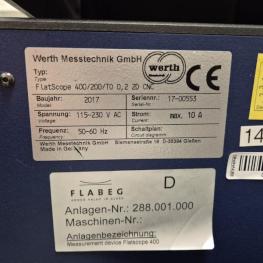 Werth Messtechnik GmbH
werth
CE
Typ:
Type
FlatScope 400/200/TO 0,2 2D CNC
Baujahr: 2017
Model
Seriennr.: 17-00553
Serial-No.
Spannung: 115-230 V AC
Voltage
Strom: max. 10 A
Current
Frequenz: 50-60 Hz
Frequency
Schaltplan:
Circuit diagram
Werth Messtechnik GmbH Siemensstraße 19 D-35394 Gießen
Made in Germany
14
FLABEG
D
Anlagen-Nr.: 288.001.000
Maschinen-Nr.:
Anlagenbezeichnung:
Measurement device Flatscope 400